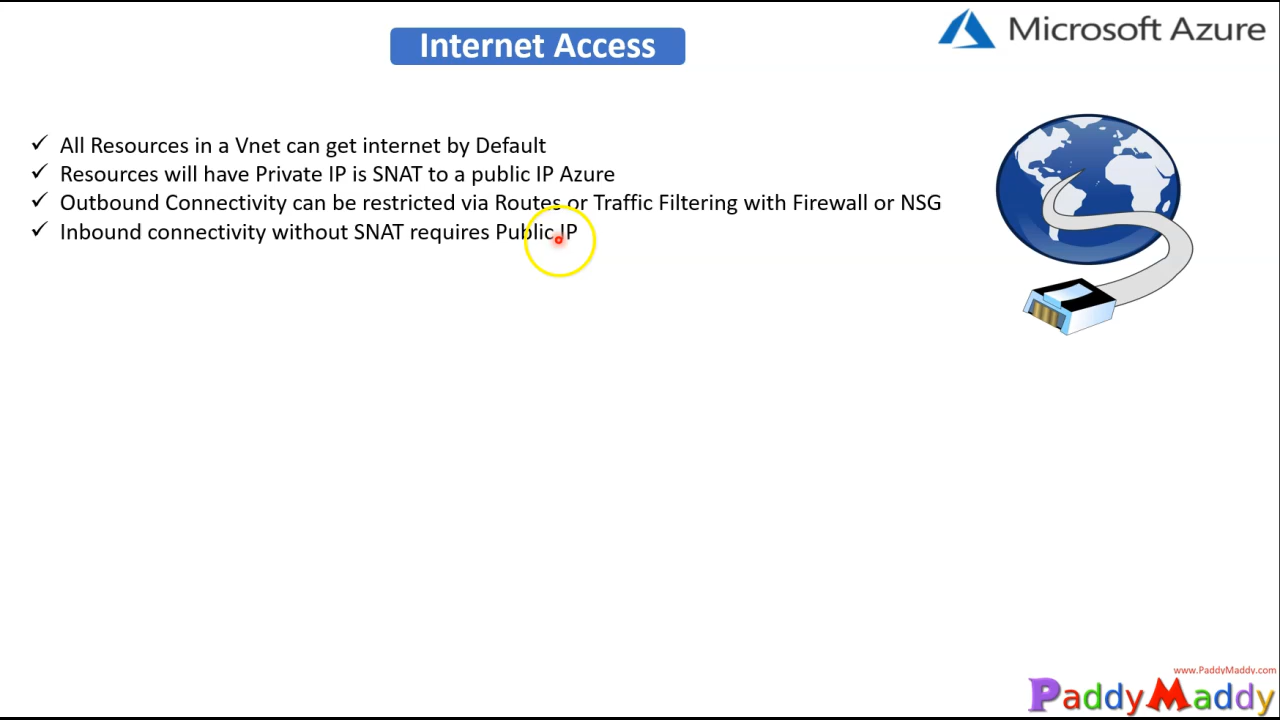 Internet Access
Microsoft Azure
✓ All Resources in a Vnet can get internet by Default
✓ Resources will have Private IP is SNAT to a public IP Azure
✓ Outbound Connectivity can be restricted via Routes or Traffic Filtering with Firewall or NSG
✓ Inbound connectivity without SNAT requires Public IP
www.PaddyMaddy.com
PaddyMaddy